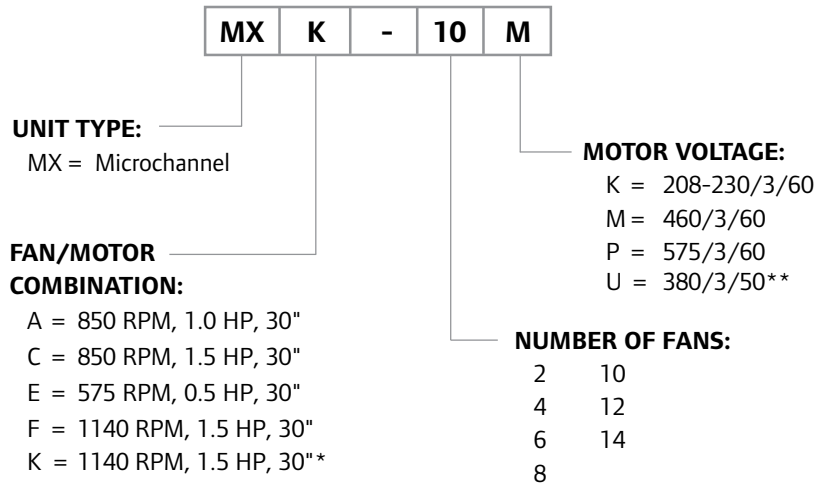 MX K - 10 M
UNIT TYPE:
MX = Microchannel
FAN/MOTOR
COMBINATION:
A = 850 RPM, 1.0 HP, 30"
C = 850 RPM, 1.5 HP, 30"
E = 575 RPM, 0.5 HP, 30"
F = 1140 RPM, 1.5 HP, 30"
K = 1140 RPM, 1.5 HP, 30"*
MOTOR VOLTAGE:
K = 208-230/3/60
M = 460/3/60
P = 575/3/60
U = 380/3/50**
NUMBER OF FANS:
2 10
4 12
6 14
8